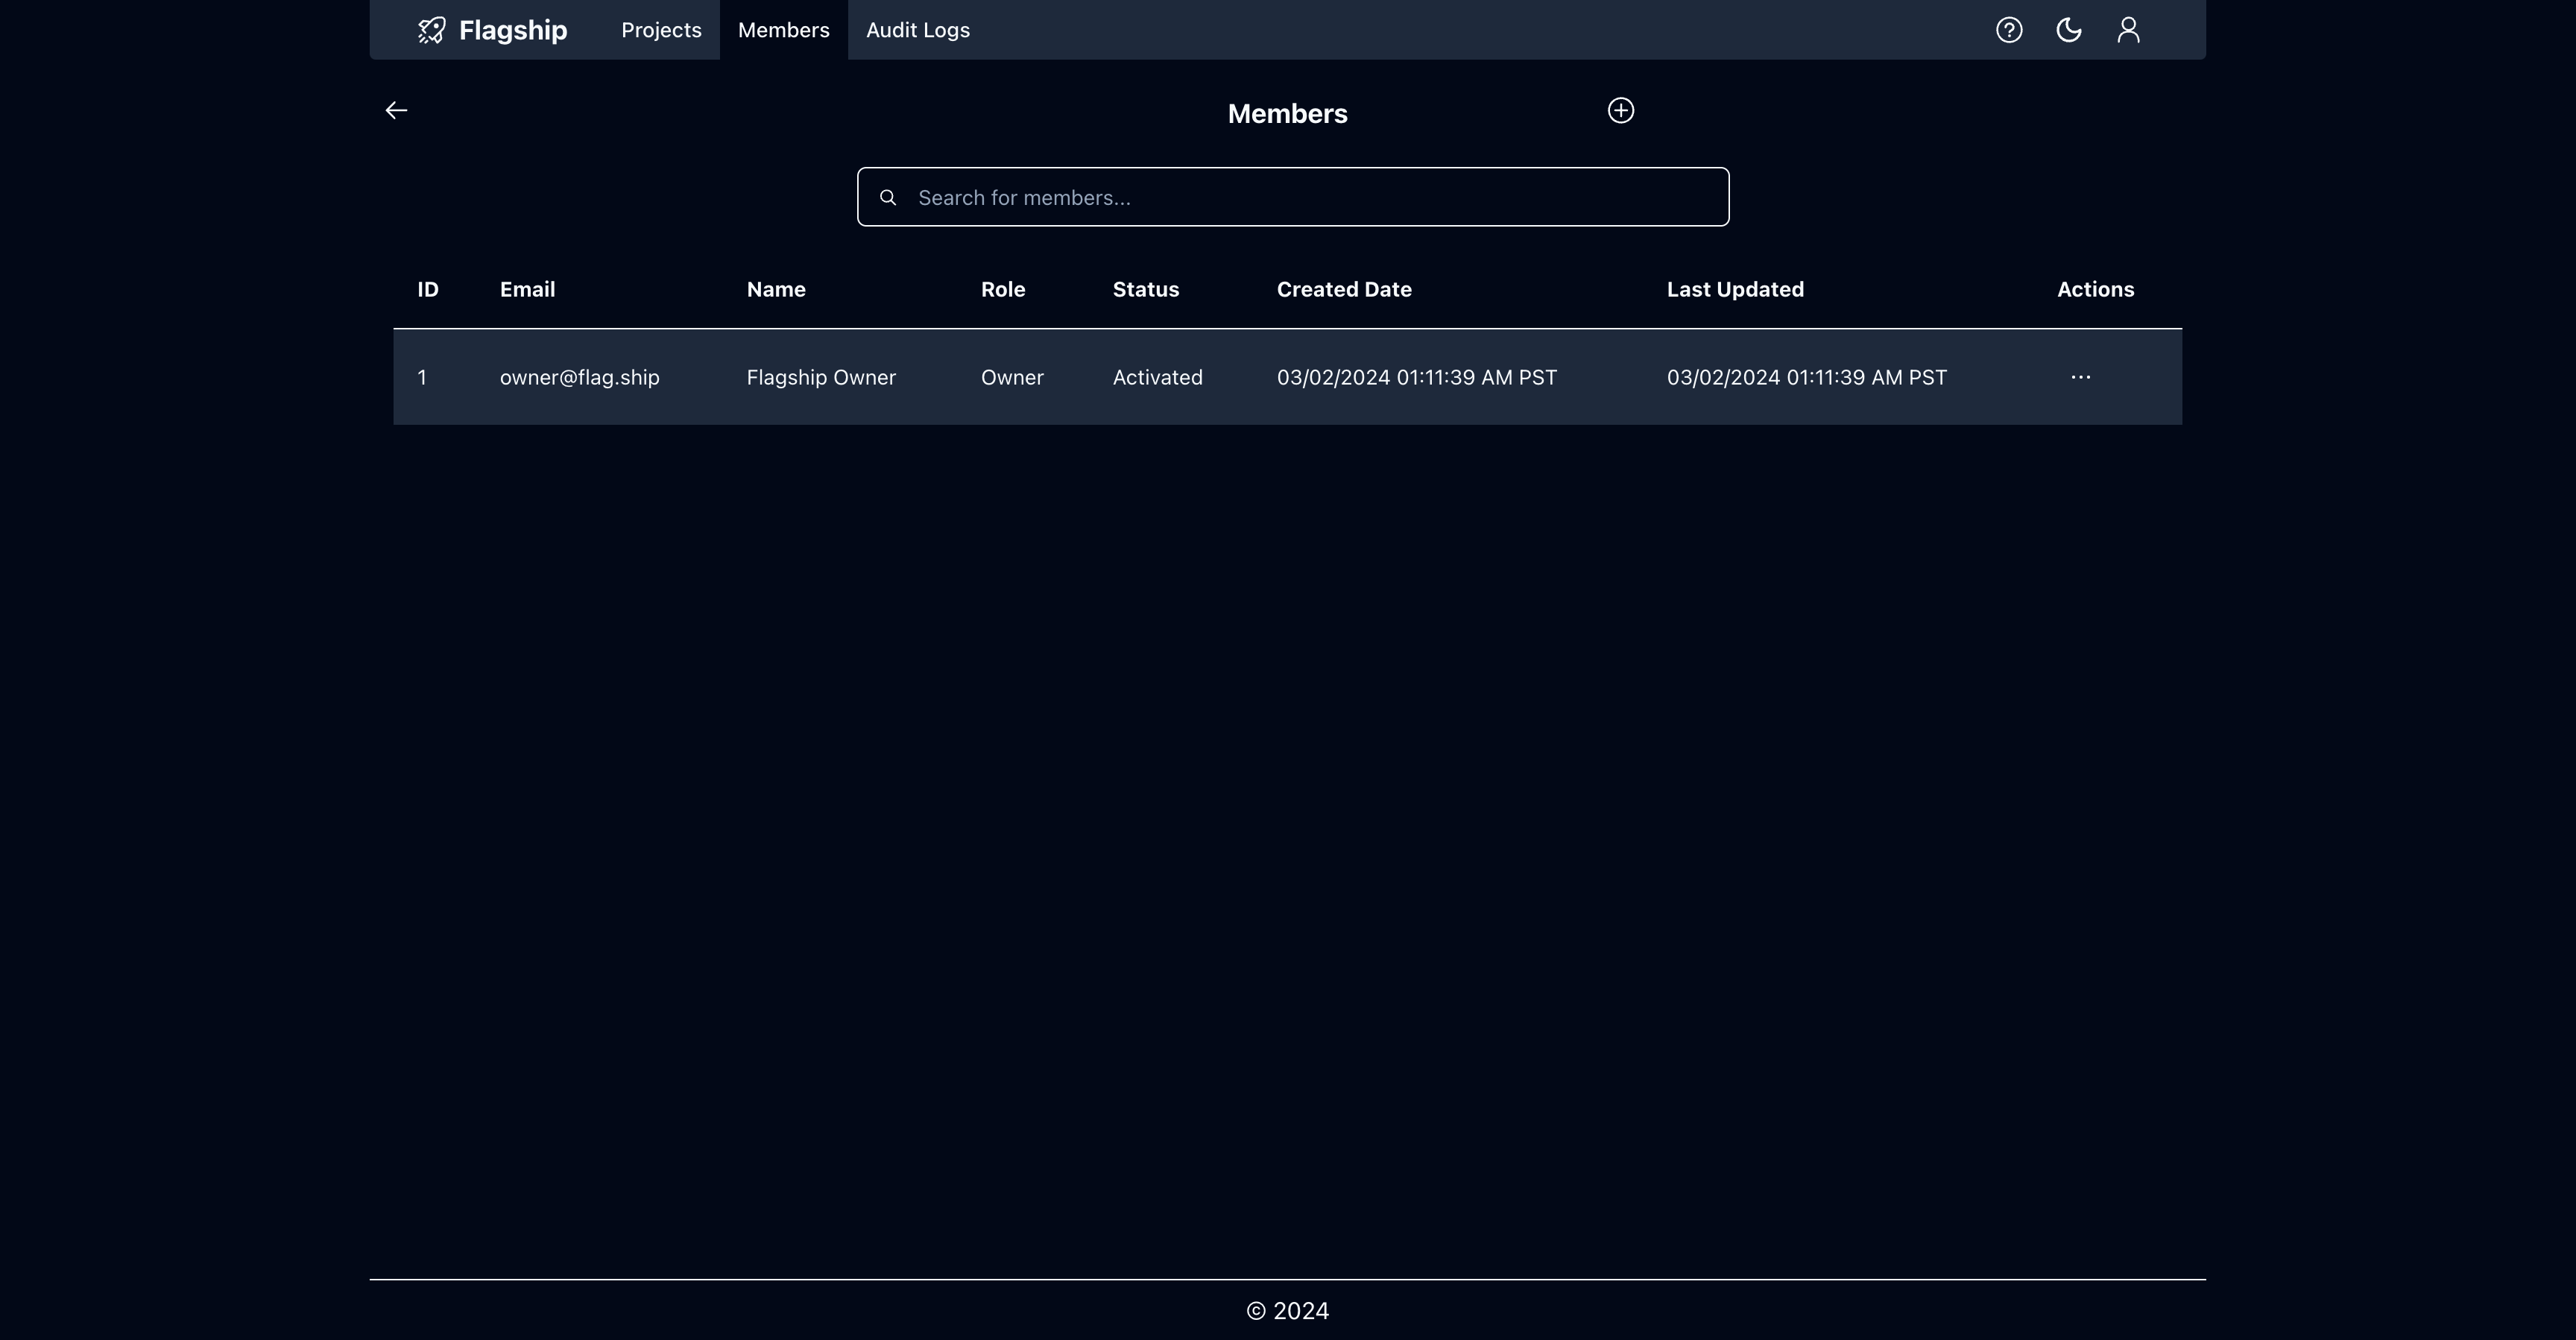 Flagship Projects Members Audit Logs
Members
Search for members...
ID Email Name Role Status Created Date Last Updated Actions
1 owner@flag.ship Flagship Owner Owner Activated 03/02/2024 01:11:39 AM PST 03/02/2024 01:11:39 AM PST ...
© 2024